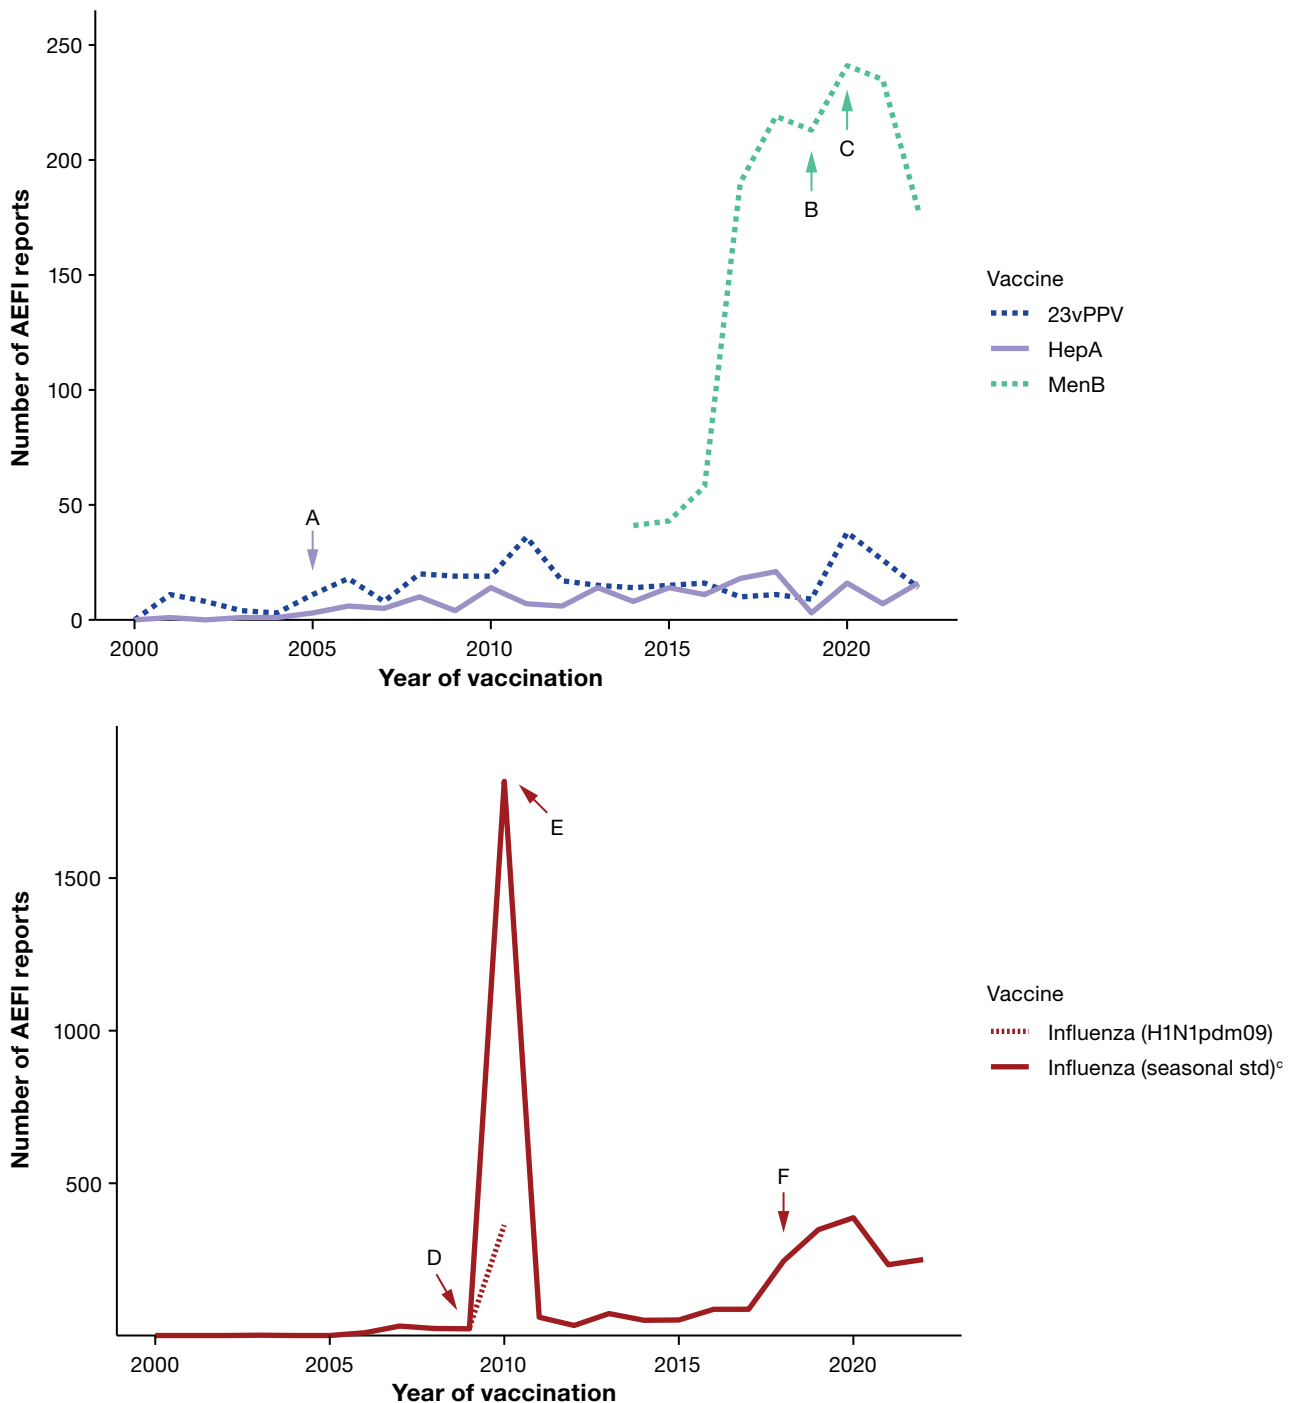 250
200
150
100
50
0
Number of AEFI reports
A
B
C
2000 2005 2010 2015 2020
Year of vaccination
Vaccine
23vPPV
HepA
MenB
1500
1000
500
Number of AEFI reports
D
E
F
2000 2005 2010 2015 2020
Year of vaccination
Vaccine
Influenza (H1N1pdm09)
Influenza (seasonal std)ᶜ